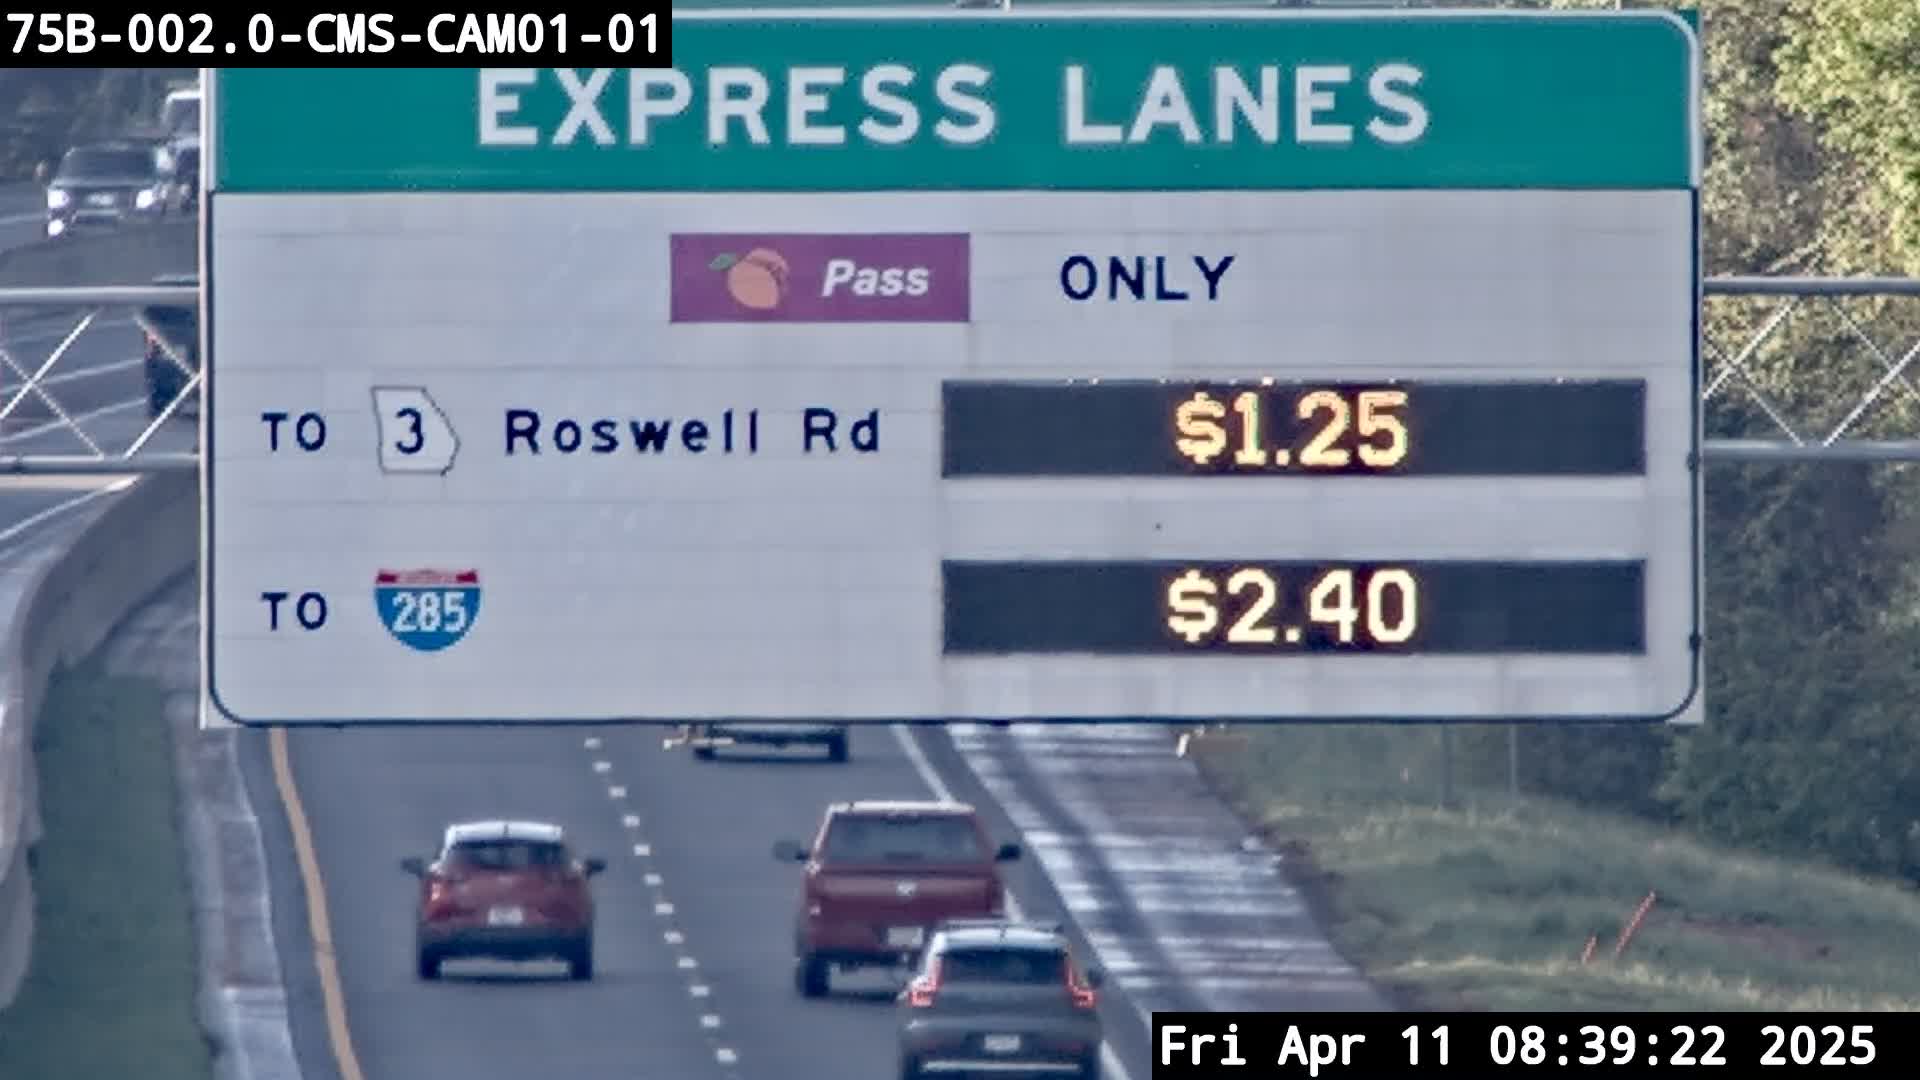 75B-002.0-CMS-CAM01-01
EXPRESS LANES
Pass ONLY
TO 3 Roswell Rd $1.25
TO 285 $2.40
Fri Apr 11 08:39:22 2025